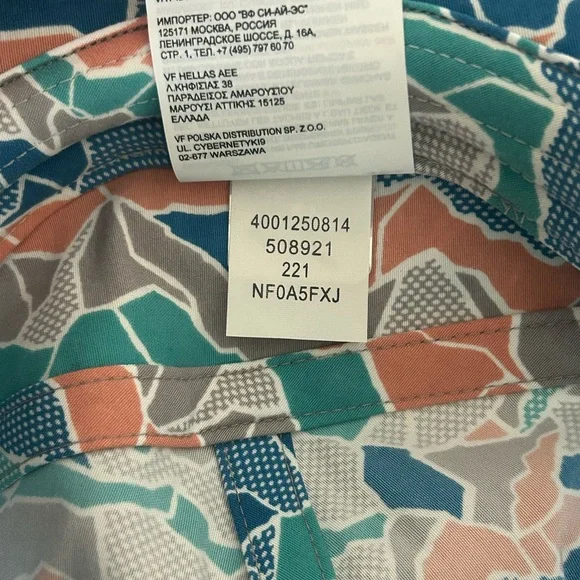 ИМПОРТЕР: ООО "ВФ СИ-АЙ-ЭС"
125171 МОСКВА, РОССИЯ
ЛЕНИНГРАДСКОЕ ШОССЕ, Д. 16А,
СТР. 1, ТЕЛ. +7 (495) 797 60 70
VF HELLAS AEE
Λ.ΚΗΦΙΣΙΑΣ 38
ΠΑΡΑΔΕΙΣΟΣ ΑΜΑΡΟΥΣΙΟΥ
ΜΑΡΟΥΣΙ ΑΤΤΙΚΗΣ 15125
ΕΛΛΑΔΑ
VF POLSKA DISTRIBUTION SP. Z.O.O.
UL. CYBERNETYKI9
02-677 WARSZAWA
4001250814
508921
221
NF0A5FXJ